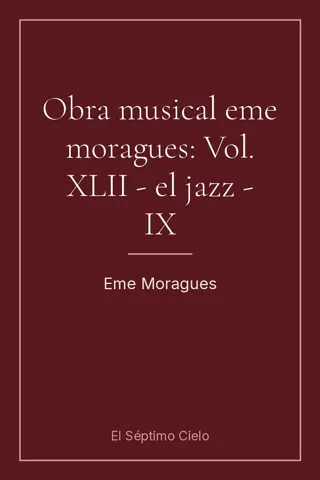 Obra musical eme
moragues: Vol.
XLII - el jazz -
IX
Eme Moragues
El Séptimo Cielo